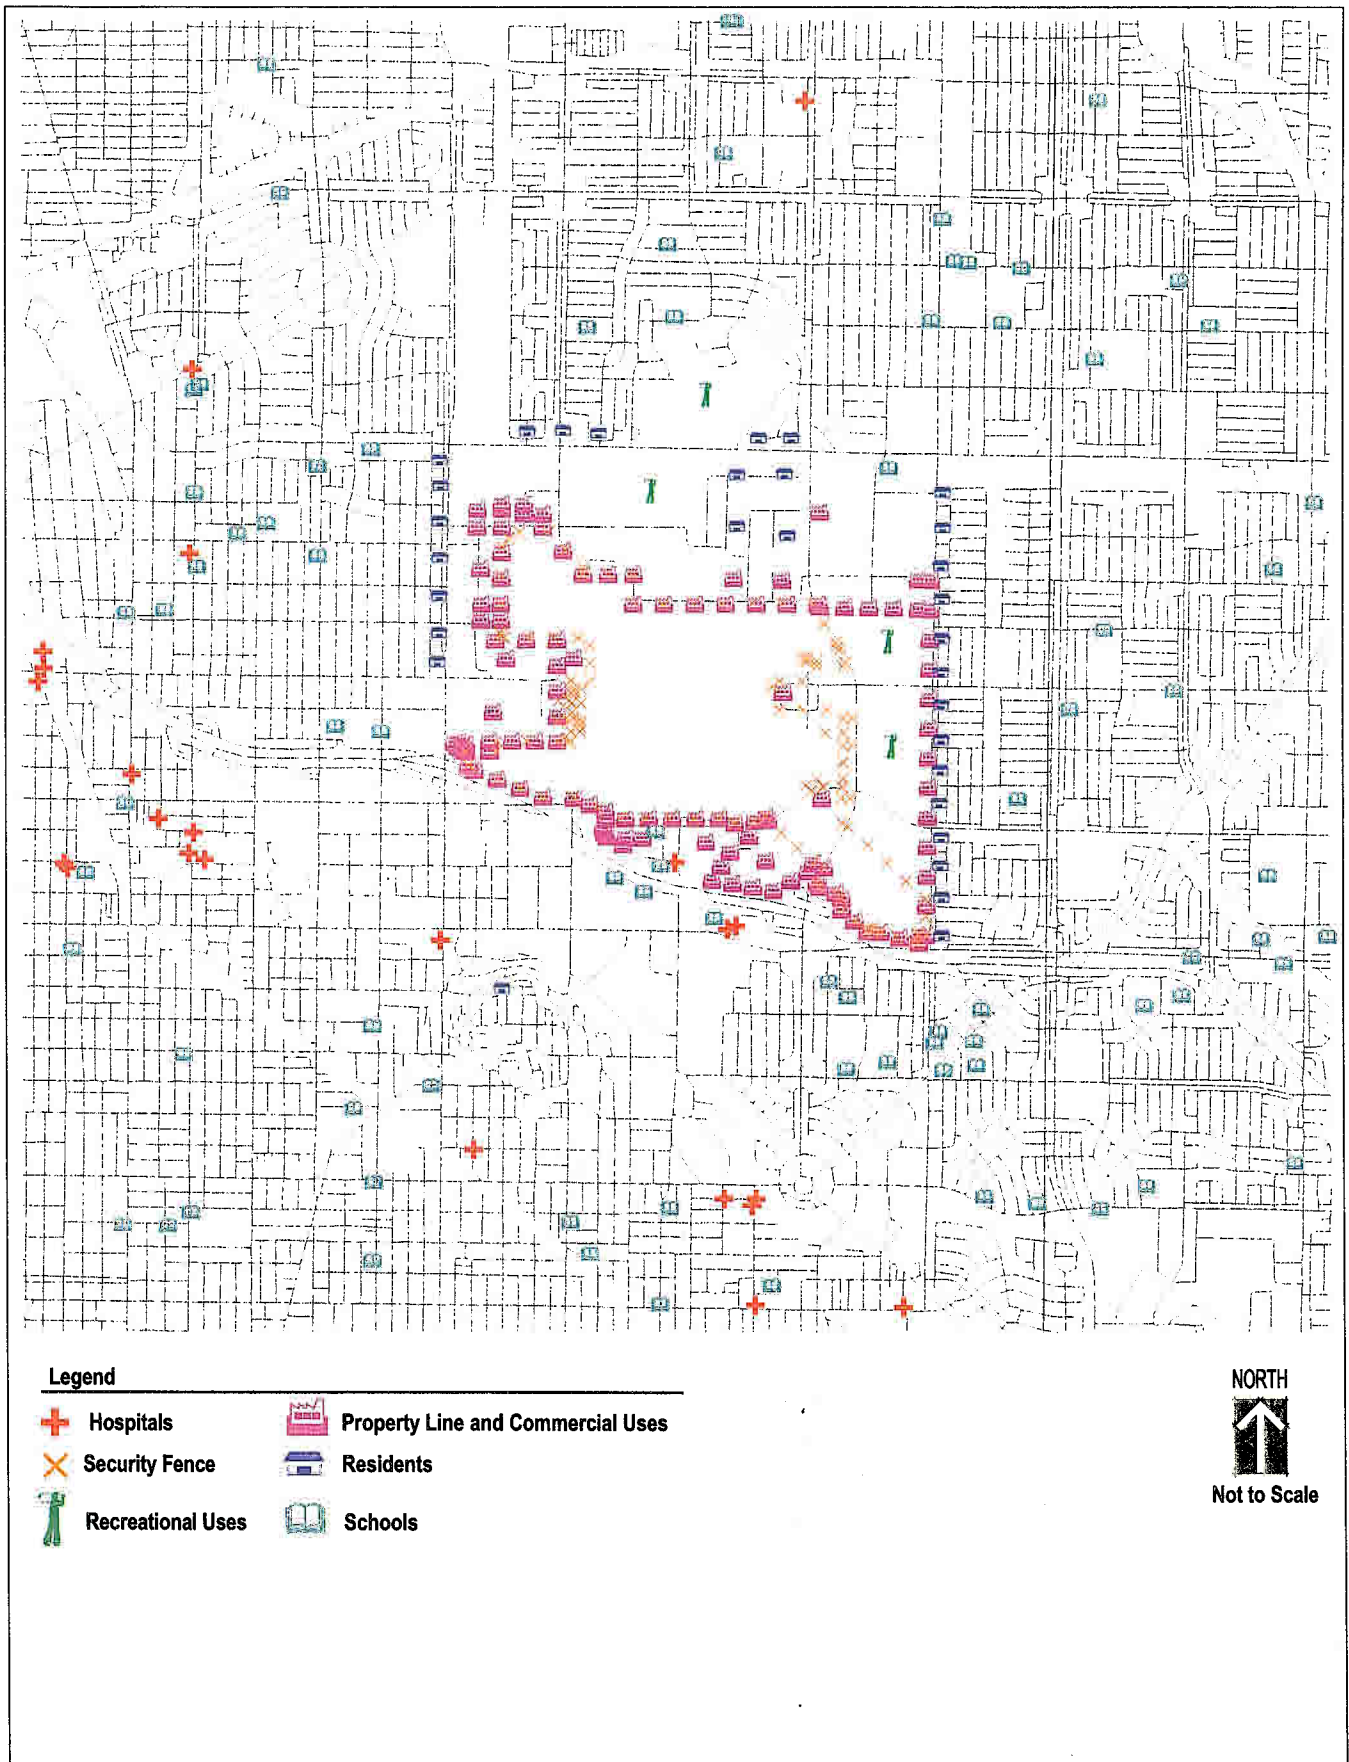 Legend
NORTH
Hospitals
Property Line and Commercial Uses
Security Fence
Residents
Not to Scale
Recreational Uses
Schools